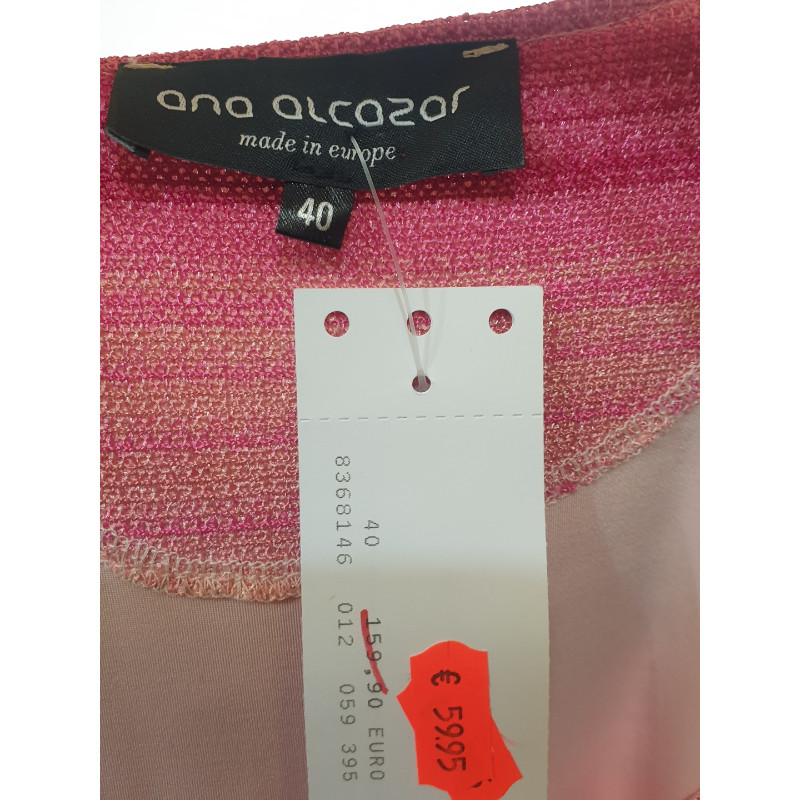 ana alcazar
made in europe
40
40 159,90 EURO
8368146 012 059 395
€ 59.95